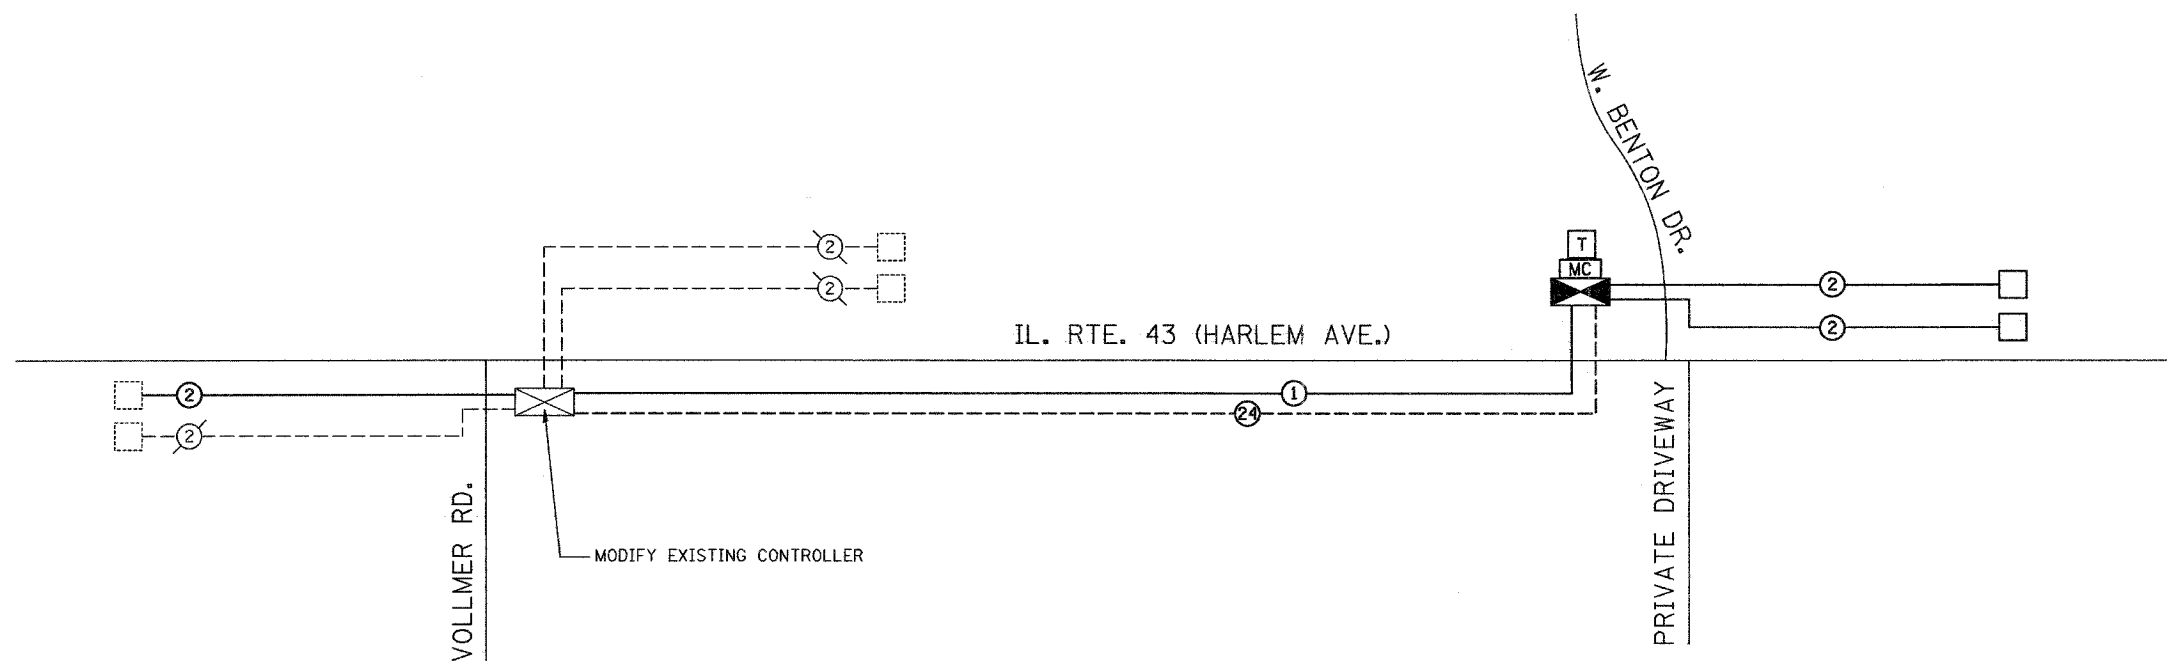 W. BENTON DR.
2
T
2
MC
2
2
IL. RTE. 43 (HARLEM AVE.)
2
1
24
2
VOLLMER RD.
PRIVATE DRIVEWAY
MODIFY EXISTING CONTROLLER